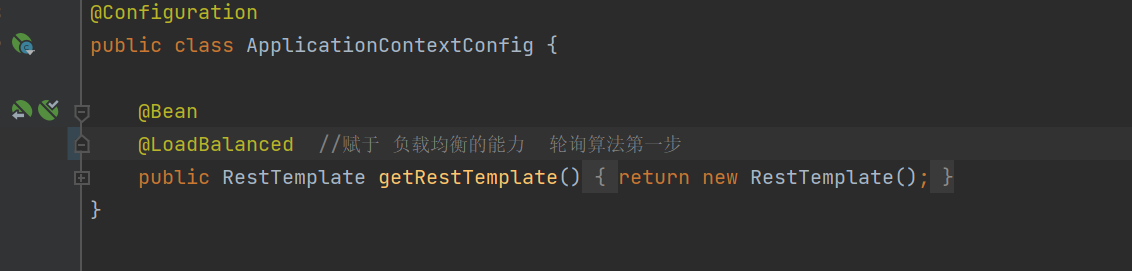 @Configuration
public class ApplicationContextConfig {
@Bean
@LoadBalanced  //赋于 负载均衡的能力  轮询算法第一步
public RestTemplate getRestTemplate() { return new RestTemplate(); }
}